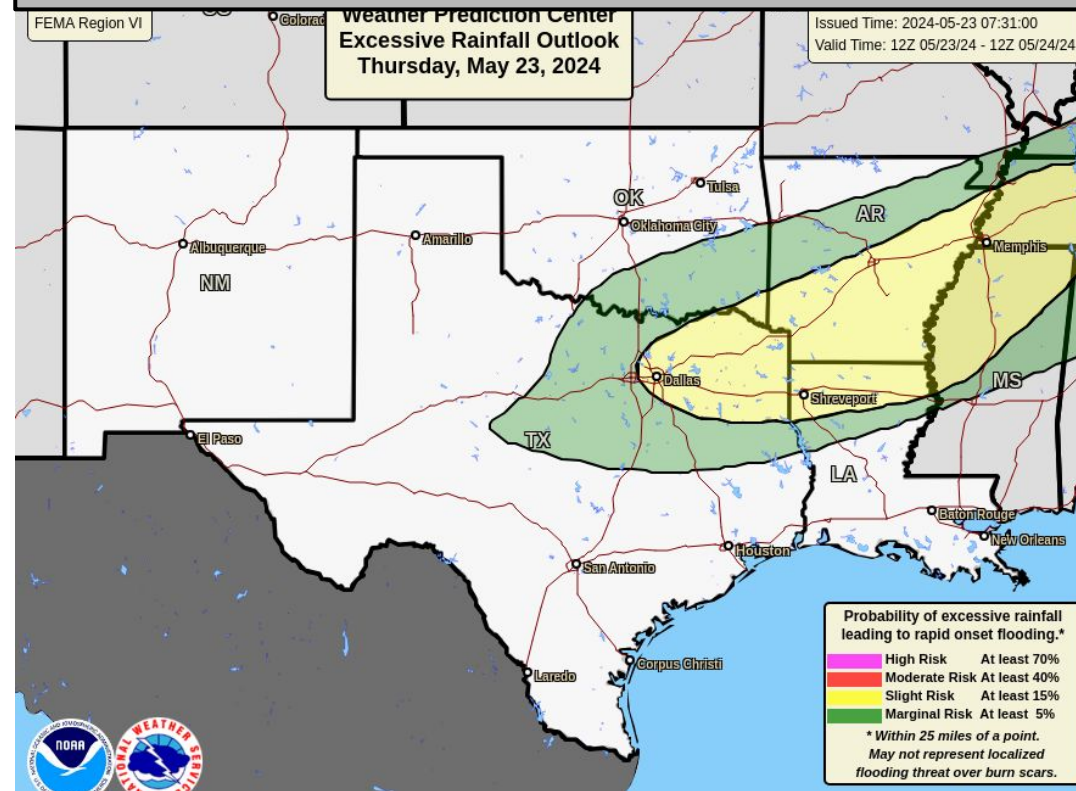 FEMA Region VI
Weather Prediction Center
Excessive Rainfall Outlook
Thursday, May 23, 2024
Issued Time: 2024-05-23 07:31:00
Valid Time: 12Z 05/23/24 - 12Z 05/24/24
Tulsa
OK
AR
Oklahoma City
Amarillo
Albuquerque
Memphis
NM
Dallas
MS
Shreveport
El Paso
TX
LA
Baton Rouge
New Orleans
Houston
San Antonio
Corpus Christi
Laredo
Probability of excessive rainfall
leading to rapid onset flooding.*
High Risk At least 70%
Moderate Risk At least 40%
Slight Risk At least 15%
Marginal Risk At least 5%
* Within 25 miles of a point.
May not represent localized
flooding threat over burn scars.
NOAA
NATIONAL WEATHER SERVICE